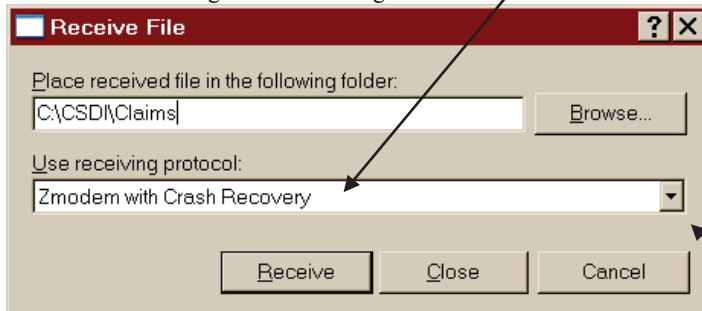 Receive File
Place received file in the following folder:
C:\CSDI\Claims
Browse...
Use receiving protocol:
Zmodem with Crash Recovery
Receive Close Cancel